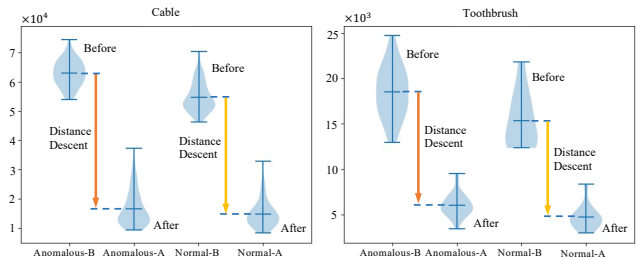 Cable
×10⁴
7
6
5
4
3
2
1
Before
Distance
Descent
Before
Distance
Descent
After
After
Anomalous-B
Anomalous-A
Normal-B
Normal-A
Toothbrush
×10³
25
20
15
10
5
Before
Distance
Descent
Before
Distance
Descent
After
After
Anomalous-B
Anomalous-A
Normal-B
Normal-A